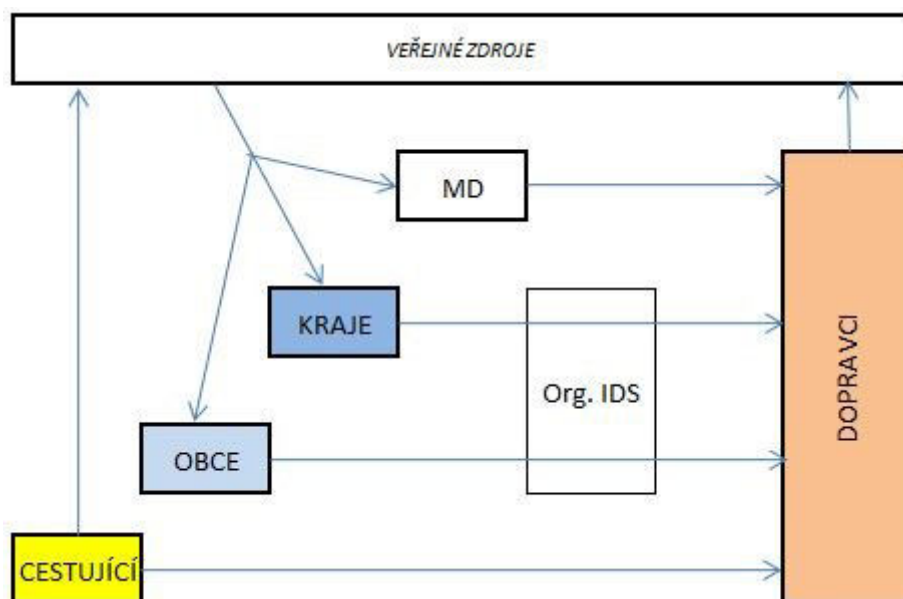 VEŘEJNÉ ZDROJE
MD
KRAJE
Org. IDS
DOPRAVCI
OBCE
CESTUJÍCÍ